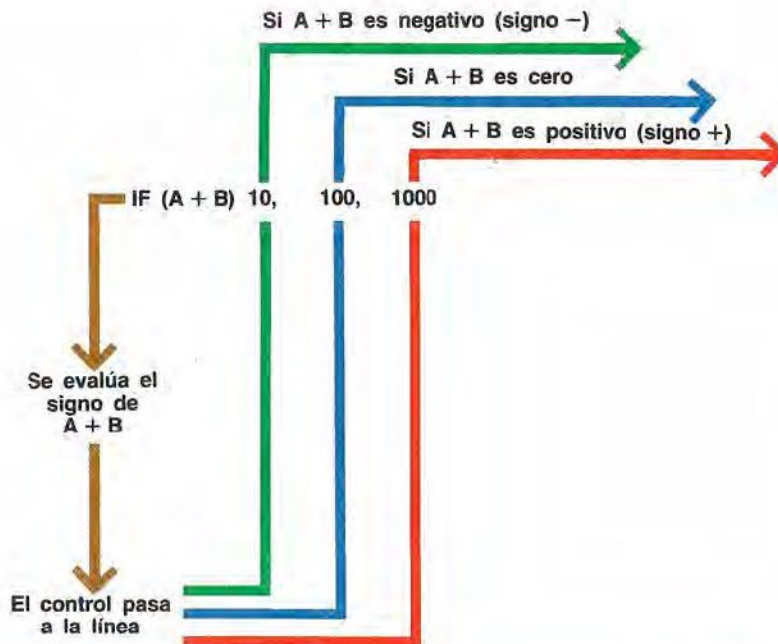 Si A + B es negativo (signo −)
Si A + B es cero
Si A + B es positivo (signo +)
IF (A + B) 10, 100, 1000
Se evalúa el
signo de
A + B
El control pasa
a la línea